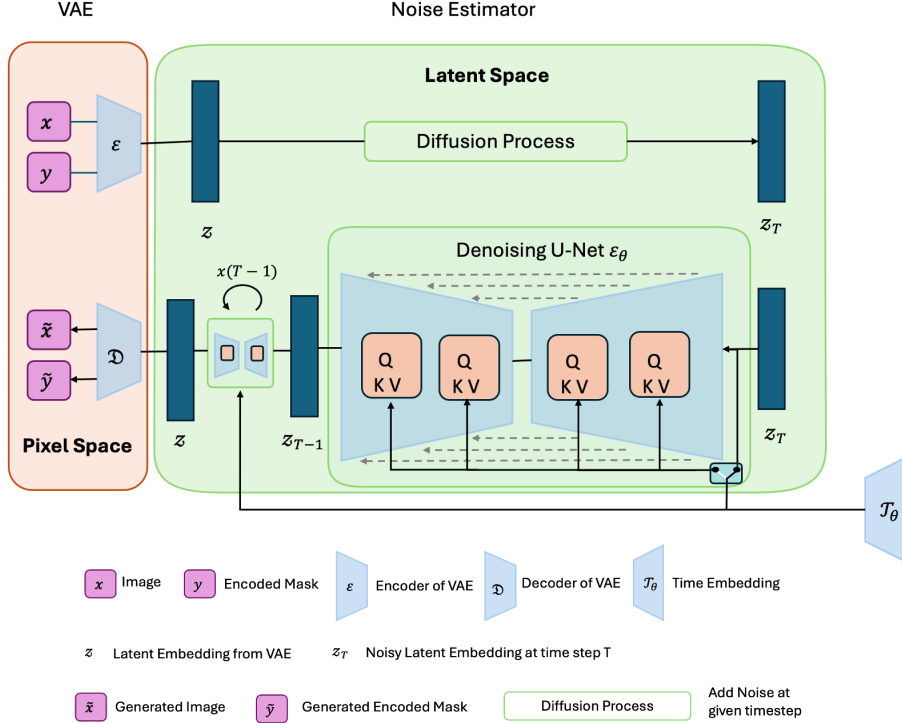 VAE
Noise Estimator
Latent Space
x
y
ε
Diffusion Process
z
z_T
Denoising U-Net ε_θ
x(T − 1)
x̃
ỹ
𝔇
Q
K V
Q
K V
Q
K V
Q
K V
Pixel Space
z
z_{T−1}
z_T
𝒯_θ
x Image
y Encoded Mask
ε Encoder of VAE
𝔇 Decoder of VAE
𝒯_θ Time Embedding
z Latent Embedding from VAE
z_T Noisy Latent Embedding at time step T
x̃ Generated Image
ỹ Generated Encoded Mask
Diffusion Process
Add Noise at
given timestep